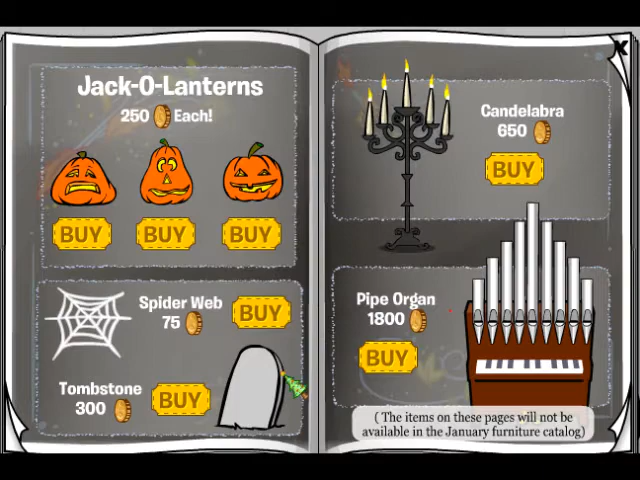 Jack-O-Lanterns
250 Each!
BUY
BUY
BUY
Spider Web
75
BUY
Tombstone
300
BUY
Candelabra
650
BUY
Pipe Organ
1800
BUY
( The items on these pages will not be
available in the January furniture catalog)
X